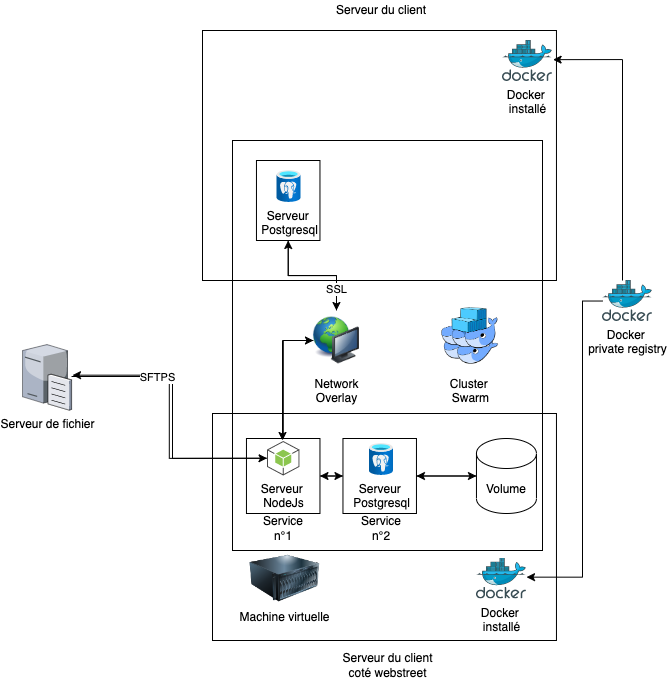 Serveur du client
docker
Docker
installé
Serveur
Postgresql
SSL
docker
Docker
private registry
Network
Overlay
Cluster
Swarm
SFTPS
Serveur de fichier
Serveur
NodeJs
Serveur
Postgresql
Volume
Service
n°1
Service
n°2
docker
Machine virtuelle
Docker
installé
Serveur du client
coté webstreet